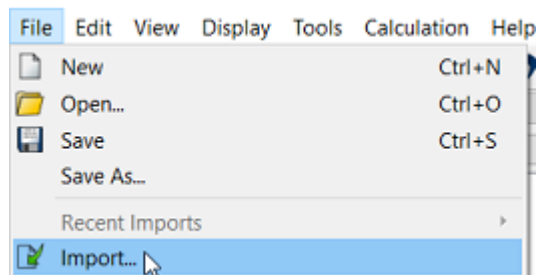 File Edit View Display Tools Calculation Help
New Ctrl+N
Open... Ctrl+O
Save Ctrl+S
Save As...
Recent Imports
Import...